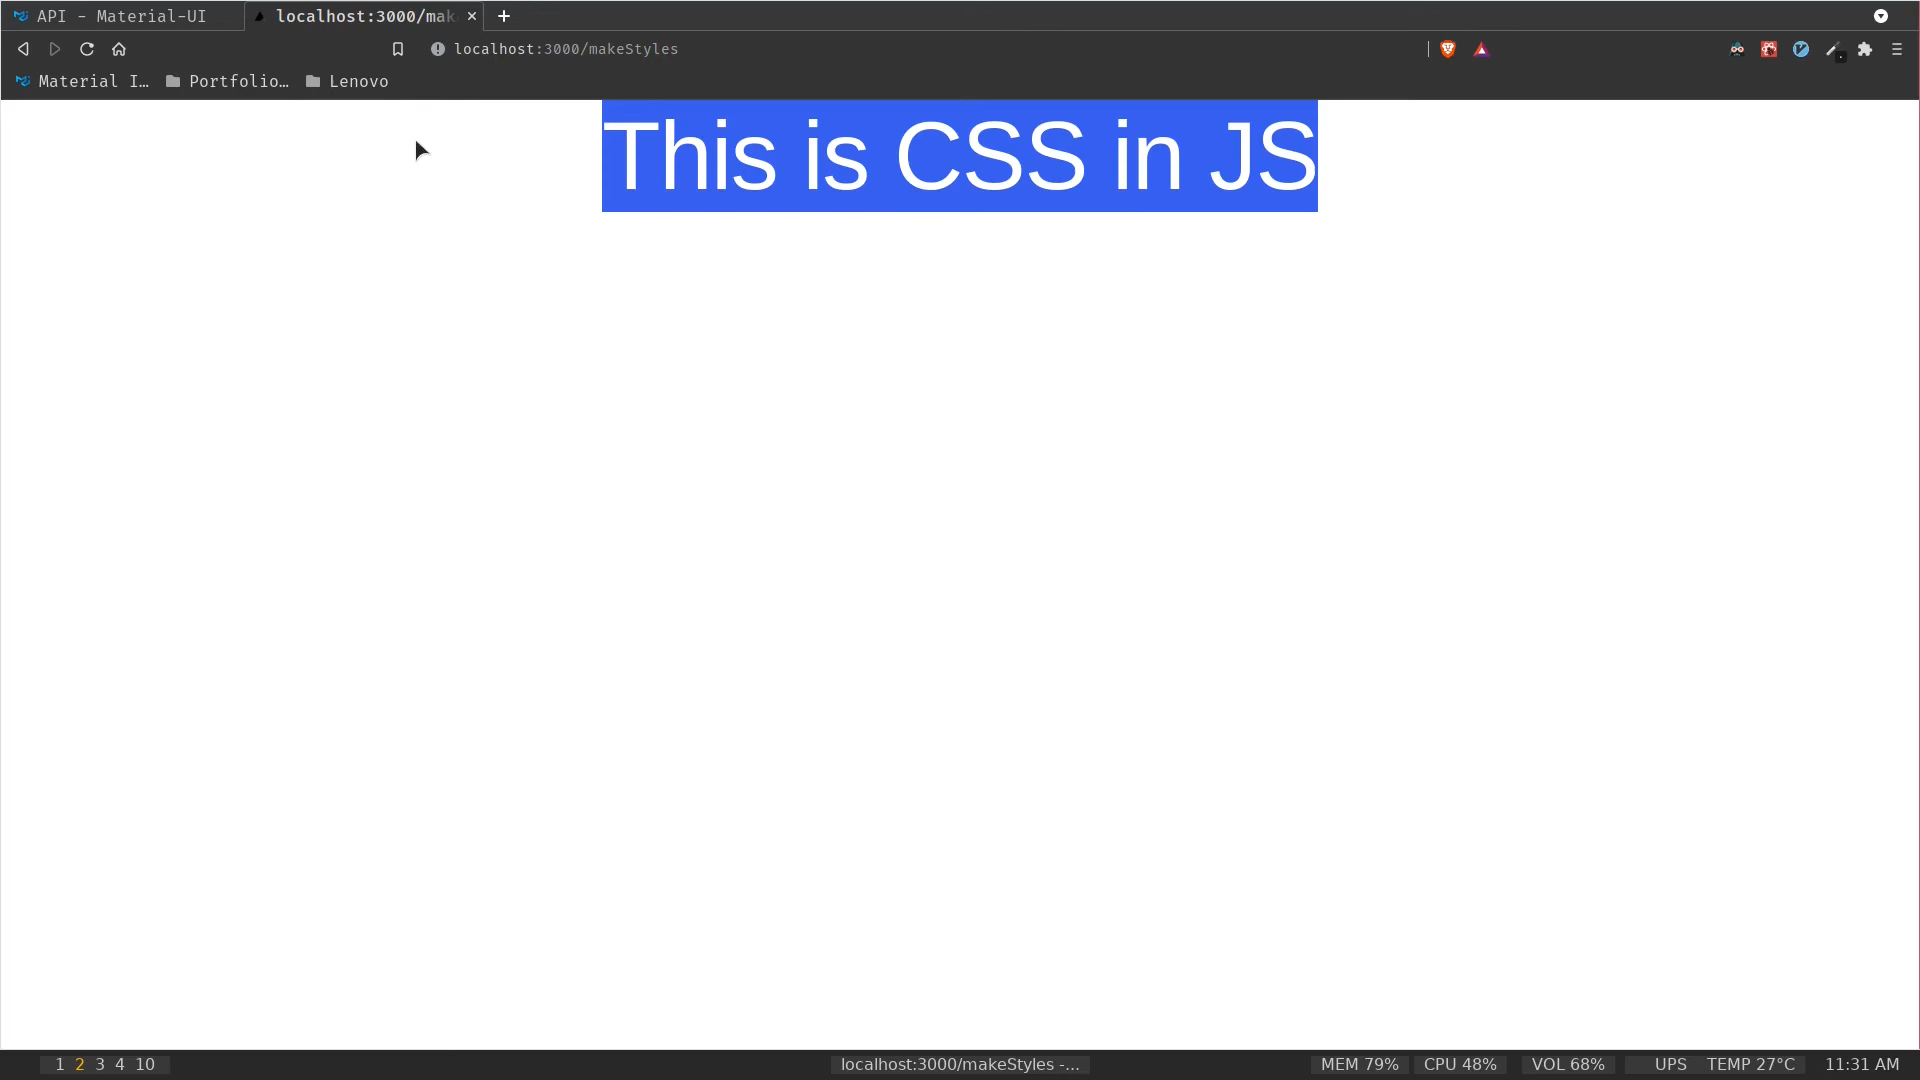 API - Material-UI
localhost:3000/mak
localhost:3000/makeStyles
Material I…
Portfolio…
Lenovo
This is CSS in JS
1 2 3 4 10
localhost:3000/makeStyles -...
MEM 79%
CPU 48%
VOL 68%
UPS
TEMP 27°C
11:31 AM